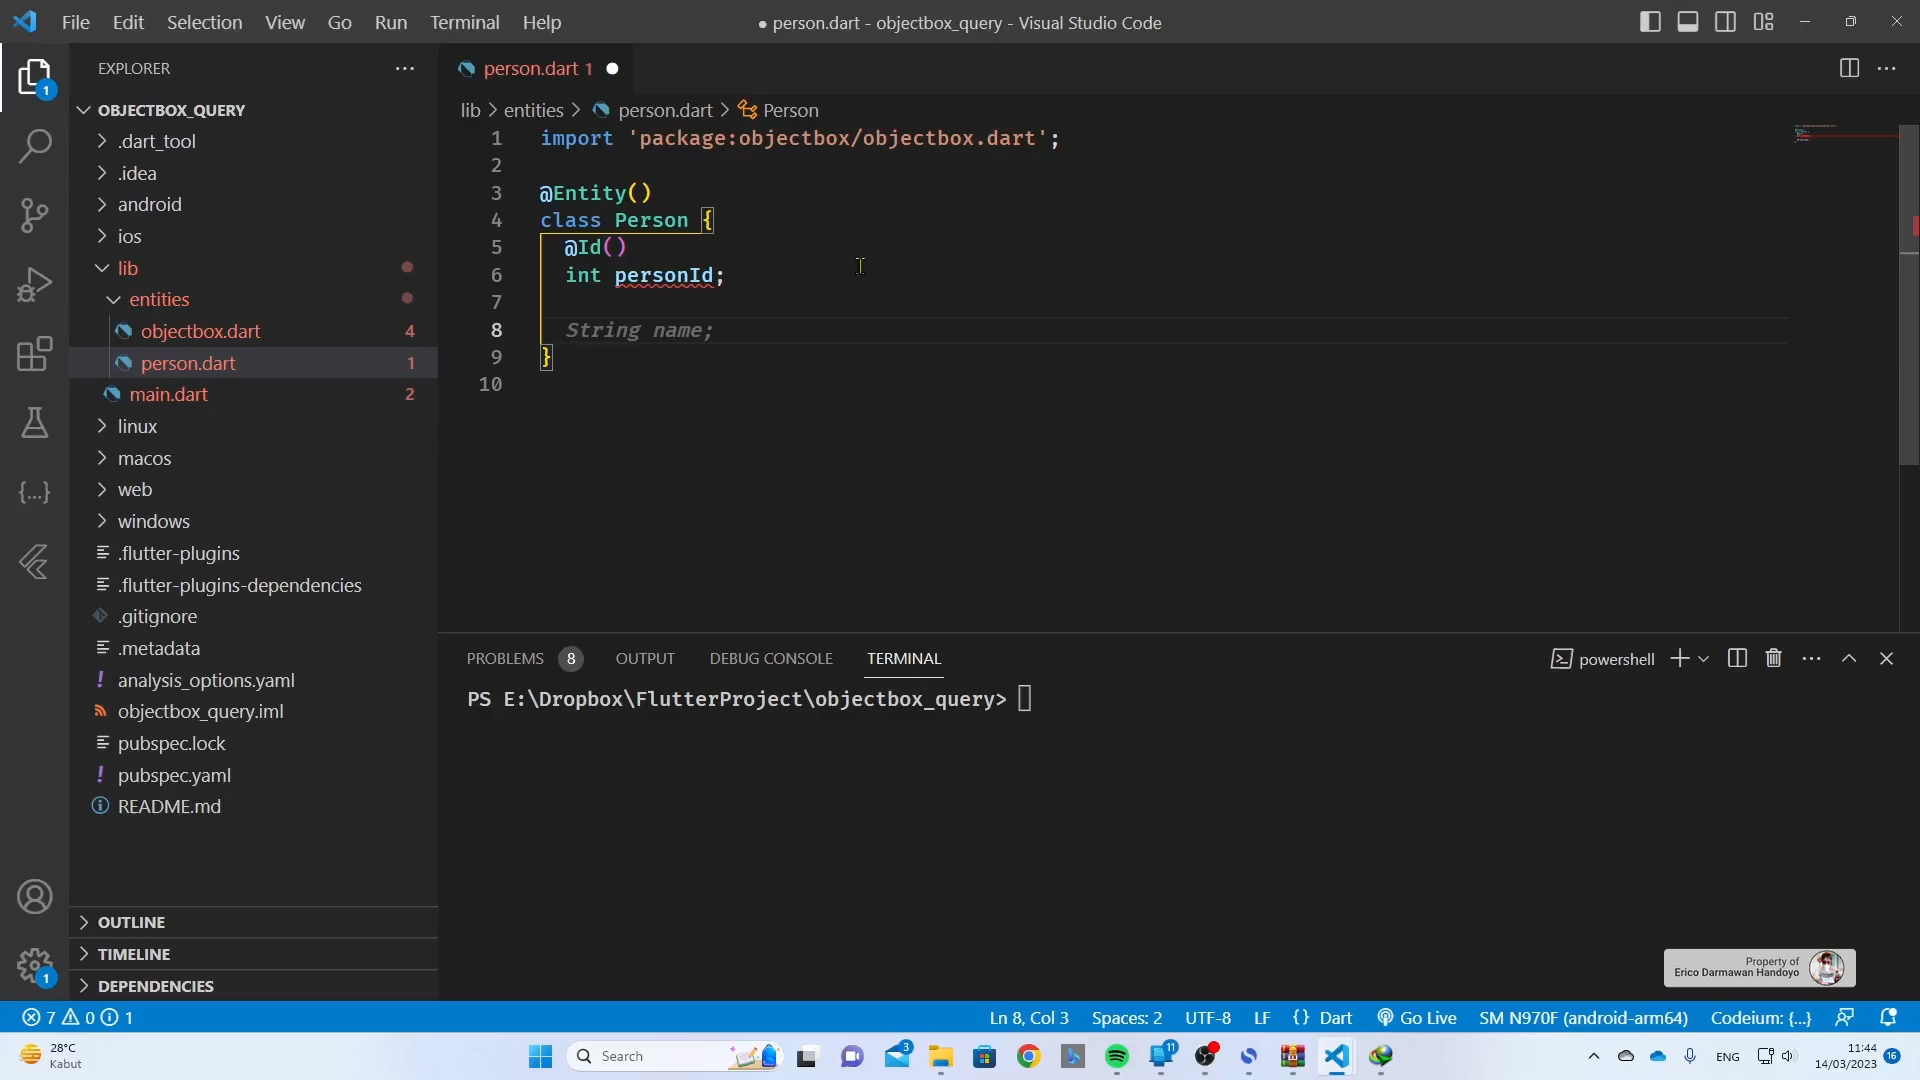 File Edit Selection View Go Run Terminal Help
● person.dart - objectbox_query - Visual Studio Code
EXPLORER
1
OBJECTBOX_QUERY
.dart_tool
.idea
android
ios
lib
entities
objectbox.dart 4
person.dart 1
main.dart 2
linux
macos
web
windows
.flutter-plugins
.flutter-plugins-dependencies
.gitignore
.metadata
analysis_options.yaml
objectbox_query.iml
pubspec.lock
pubspec.yaml
README.md
OUTLINE
TIMELINE
DEPENDENCIES
1
person.dart 1
lib > entities > person.dart > Person
1 import 'package:objectbox/objectbox.dart';
2
3 @Entity()
4 class Person {
5 @Id()
6 int personId;
7
8 String name;
9 }
10
PROBLEMS 8 OUTPUT DEBUG CONSOLE TERMINAL
powershell
PS E:\Dropbox\FlutterProject\objectbox_query>
Property of
Erico Darmawan Handoyo
7 0 1
Ln 8, Col 3 Spaces: 2 UTF-8 LF {} Dart Go Live SM N970F (android-arm64) Codeium: {...}
28°C
Kabut
Search
3
11
ENG
11:44
14/03/2023
16